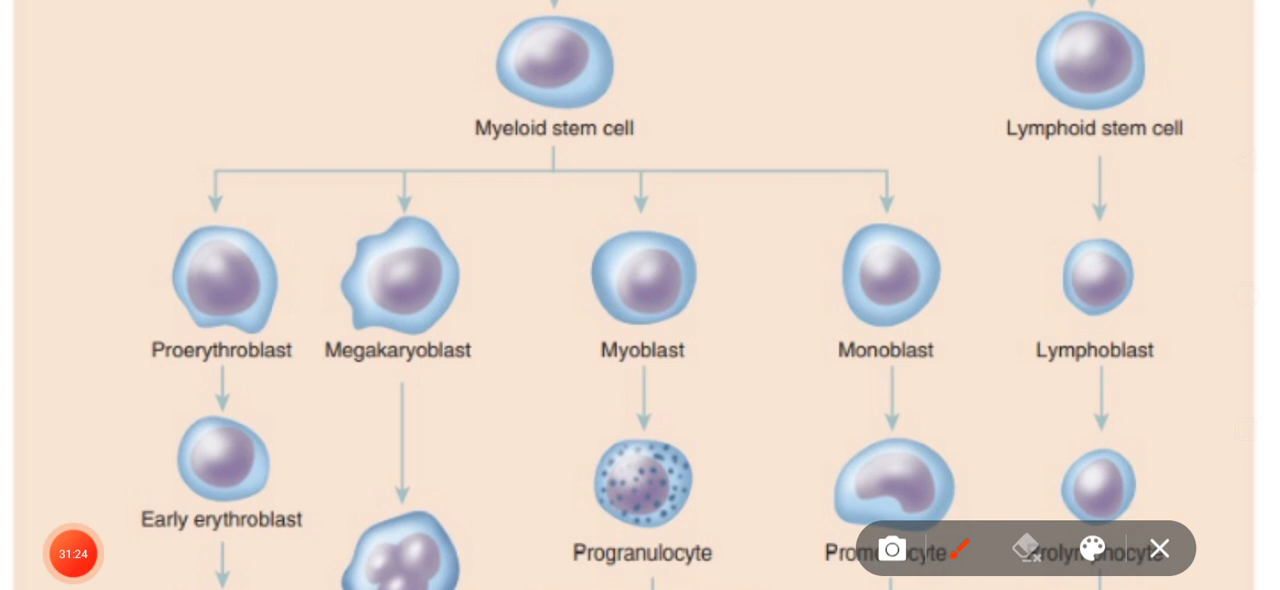 Myeloid stem cell
Lymphoid stem cell
Proerythroblast
Megakaryoblast
Myoblast
Monoblast
Lymphoblast
Early erythroblast
Progranulocyte
31:24